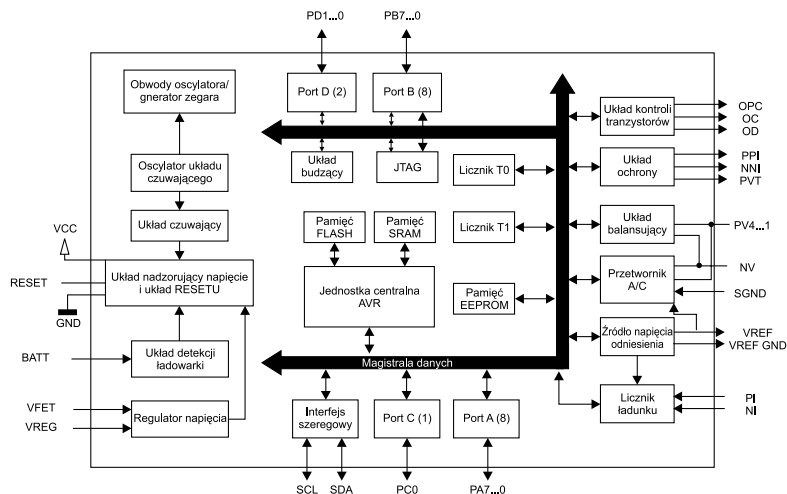 PD1...0
PB7...0
Obwody oscylatora/
gnerator zegara
Port D (2)
Port B (8)
Układ kontroli
tranzystorów
OPC
OC
OD
Oscylator układu
czuwającego
Układ
budzący
JTAG
Licznik T0
Układ
ochrony
PPI
NNI
PVT
Układ czuwający
Pamięć
FLASH
Pamięć
SRAM
Licznik T1
Układ
balansujący
PV4...1
VCC
RESET
GND
Układ nadzorujący napięcie
i układ RESETU
Jednostka centralna
AVR
Pamięć
EEPROM
Przetwornik
A/C
NV
SGND
BATT
Układ detekcji
ładowarki
Magistrala danych
Źródło napięcia
odniesienia
VREF
VREF GND
VFET
VREG
Regulator napięcia
Interfejs
szeregowy
Port C (1)
Port A (8)
Licznik
ładunku
PI
NI
SCL
SDA
PC0
PA7...0